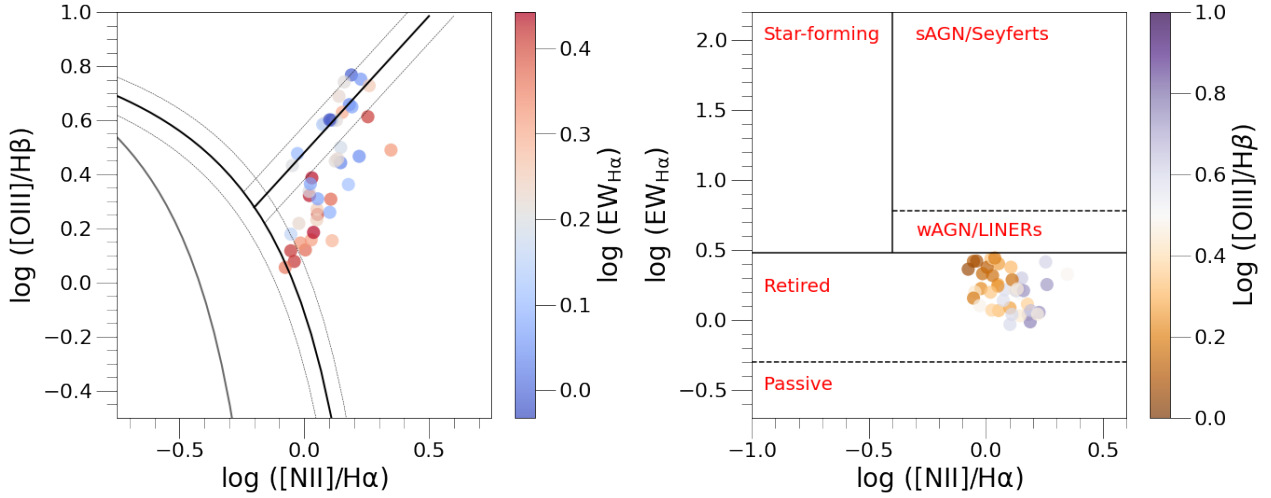 1.0
0.8
0.6
0.4
0.2
0.0
−0.2
−0.4
log ([OIII]/Hβ)
−0.5
0.0
0.5
log ([NII]/Hα)
0.4
0.3
0.2
0.1
0.0
log (EWHα)
2.0
1.5
1.0
0.5
0.0
−0.5
log (EWHα)
Star-forming
sAGN/Seyferts
wAGN/LINERs
Retired
Passive
−1.0
−0.5
0.0
0.5
log ([NII]/Hα)
1.0
0.8
0.6
0.4
0.2
0.0
Log ([OIII]/Hβ)